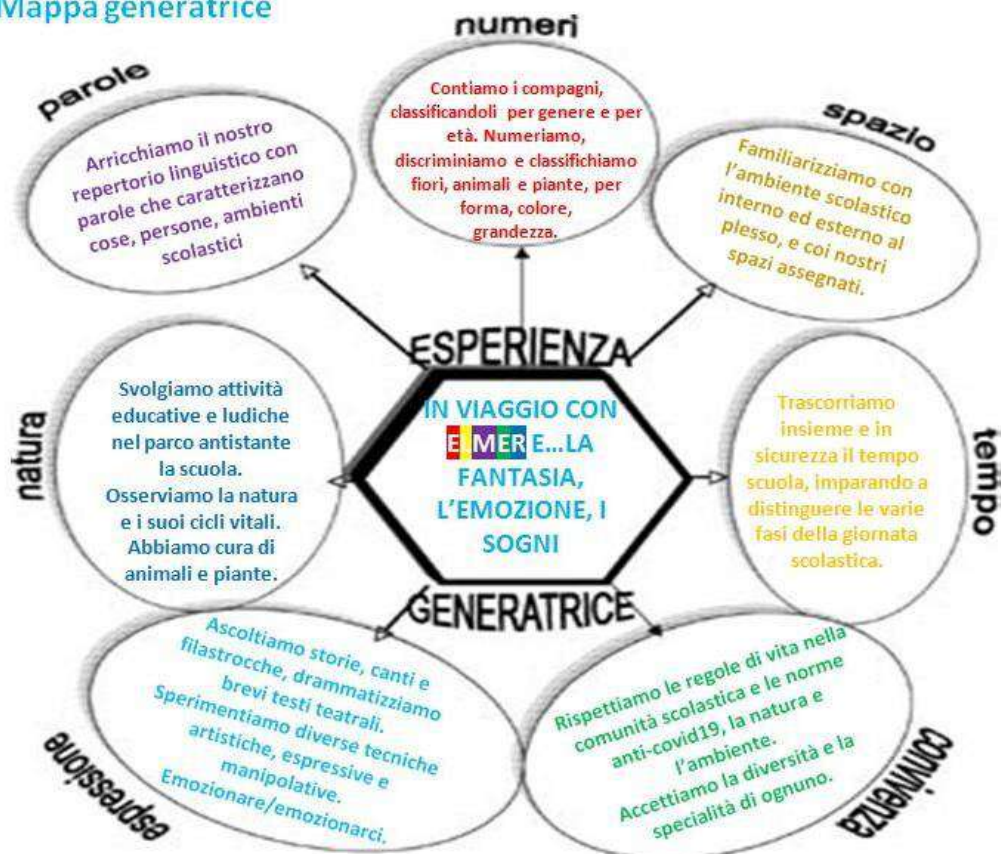 Mappa generatrice
numeri
Contiamo i compagni,
classificandoli per genere e per
età. Numeriamo,
discriminiamo e classifichiamo
fiori, animali e piante, per
forma, colore,
grandezza.
parole
Arricchiamo il nostro
repertorio linguistico con
parole che caratterizzano
cose, persone, ambienti
scolastici
spazio
Familiarizziamo con
l'ambiente scolastico
interno ed esterno al
plesso, e coi nostri
spazi assegnati.
ESPERIENZA
IN VIAGGIO CON
ELMER E...LA
FANTASIA,
L'EMOZIONE, I
SOGNI
GENERATRICE
natura
Svolgiamo attività
educative e ludiche
nel parco antistante
la scuola.
Osserviamo la natura
e i suoi cicli vitali.
Abbiamo cura di
animali e piante.
tempo
Trascorriamo
insieme e in
sicurezza il tempo
scuola, imparando a
distinguere le varie
fasi della giornata
scolastica.
espressione
Ascoltiamo storie, canti e
filastrocche, drammatizziamo
brevi testi teatrali.
Sperimentiamo diverse tecniche
artistiche, espressive e
manipolative.
Emozionare/emozionarci.
convivenza
Rispettiamo le regole di vita nella
comunità scolastica e le norme
anti-covid19, la natura e
l'ambiente.
Accettiamo la diversità e la
specialità di ognuno.